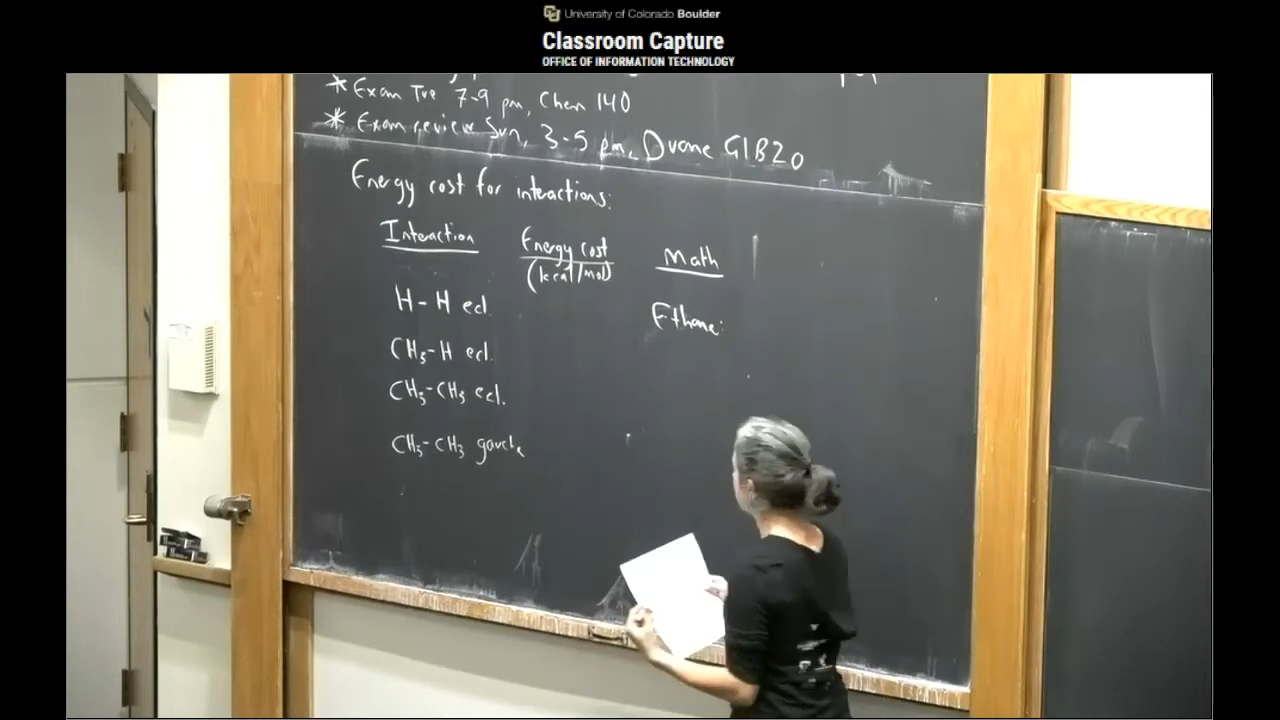 University of Colorado Boulder
Classroom Capture
OFFICE OF INFORMATION TECHNOLOGY
* Exam Tue 7-9 pm, Chem 140
* Exam review Sun, 3-5 pm, Duane G1B20
Energy cost for interactions:
Interaction Energy cost (kcal/mol) Math
H-H ecl. Ethane:
CH₃-H ecl.
CH₃-CH₃ ecl.
CH₃-CH₃ gauche